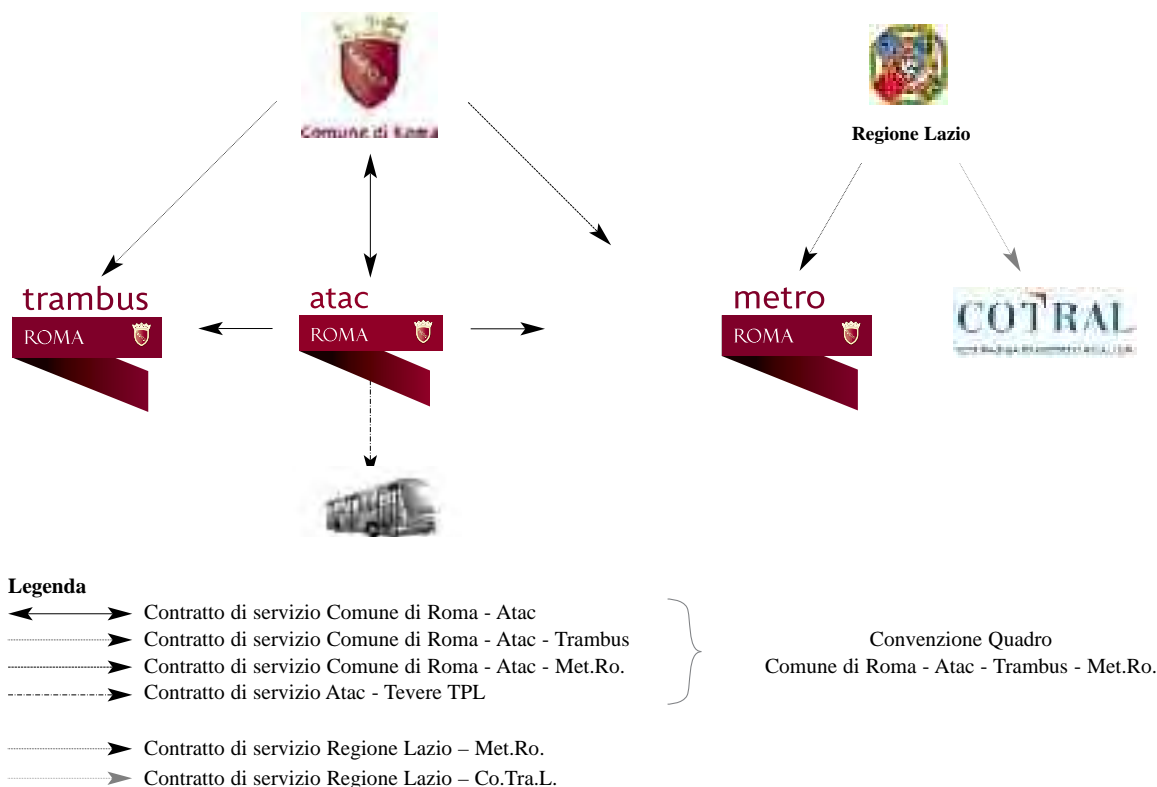 Comune di Roma
Regione Lazio
trambus
ROMA
atac
ROMA
metro
ROMA
COTRAL
Legenda
Contratto di servizio Comune di Roma - Atac
Contratto di servizio Comune di Roma - Atac - Trambus
Contratto di servizio Comune di Roma - Atac - Met.Ro.
Contratto di servizio Atac - Tevere TPL
Convenzione Quadro
Comune di Roma - Atac - Trambus - Met.Ro.
Contratto di servizio Regione Lazio – Met.Ro.
Contratto di servizio Regione Lazio – Co.Tra.L.